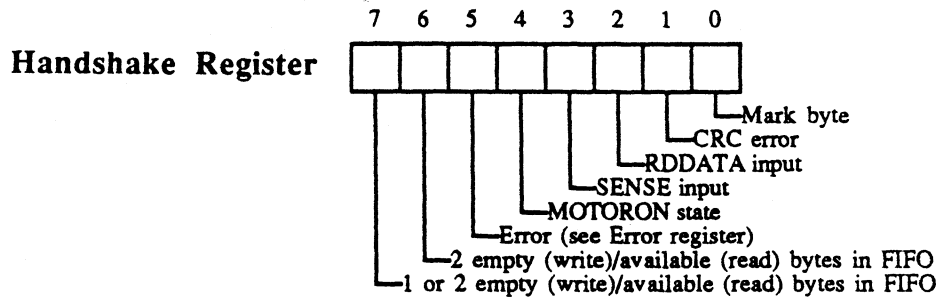 7 6 5 4 3 2 1 0
Handshake Register
Mark byte
CRC error
RDDATA input
SENSE input
MOTORON state
Error (see Error register)
2 empty (write)/available (read) bytes in FIFO
1 or 2 empty (write)/available (read) bytes in FIFO